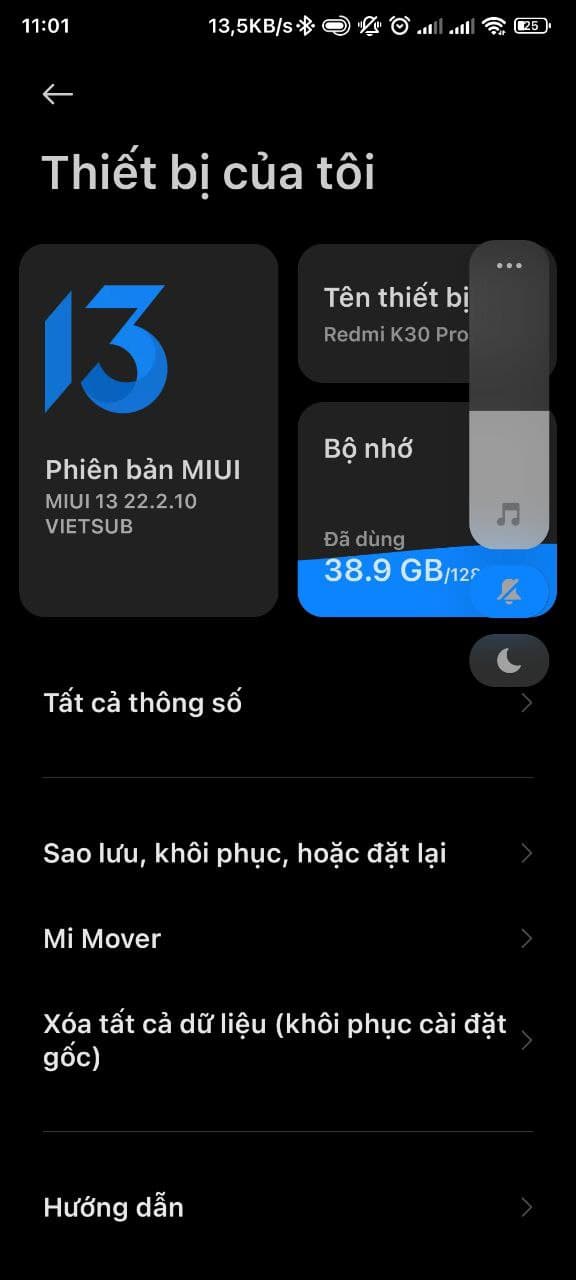 11:01 13,5KB/s 25
Thiết bị của tôi
13
Phiên bản MIUI
MIUI 13 22.2.10
VIETSUB
Tên thiết bị
Redmi K30 Pro
Bộ nhớ
Đã dùng
38.9 GB/128
Tất cả thông số
Sao lưu, khôi phục, hoặc đặt lại
Mi Mover
Xóa tất cả dữ liệu (khôi phục cài đặt
gốc)
Hướng dẫn